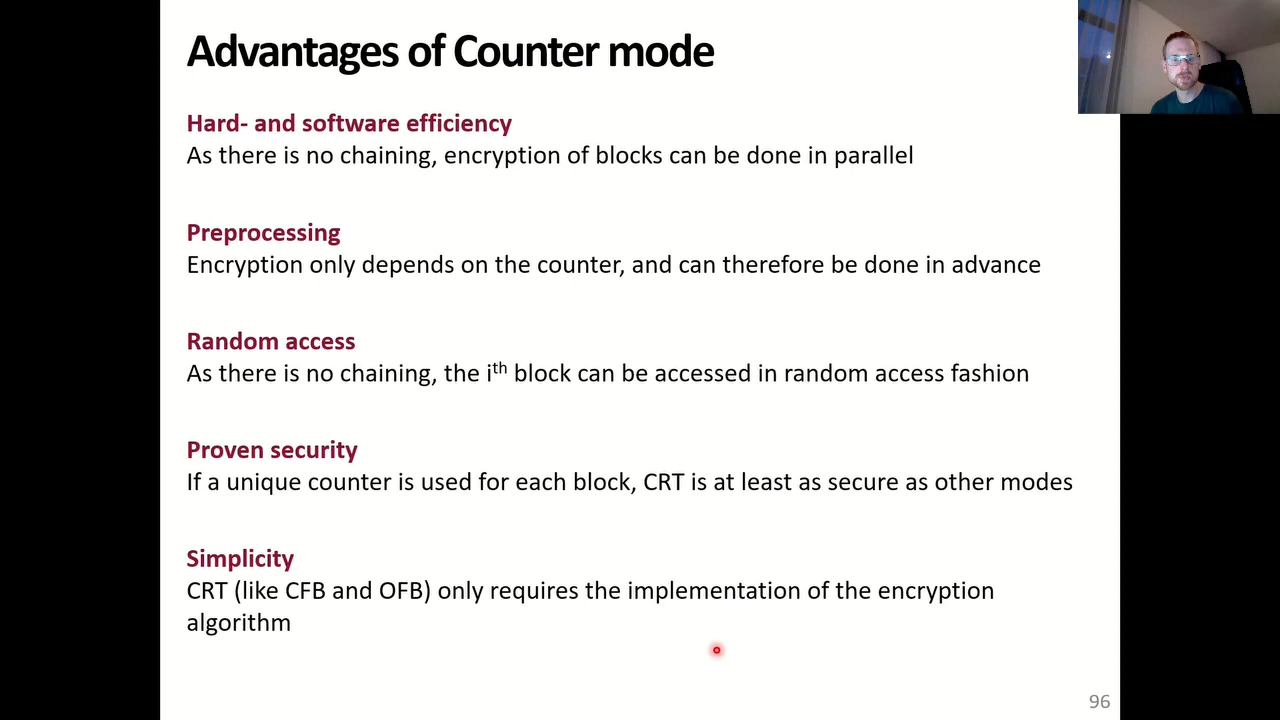 Advantages of Counter mode
Hard- and software efficiency
As there is no chaining, encryption of blocks can be done in parallel
Preprocessing
Encryption only depends on the counter, and can therefore be done in advance
Random access
As there is no chaining, the ith block can be accessed in random access fashion
Proven security
If a unique counter is used for each block, CRT is at least as secure as other modes
Simplicity
CRT (like CFB and OFB) only requires the implementation of the encryption
algorithm
96